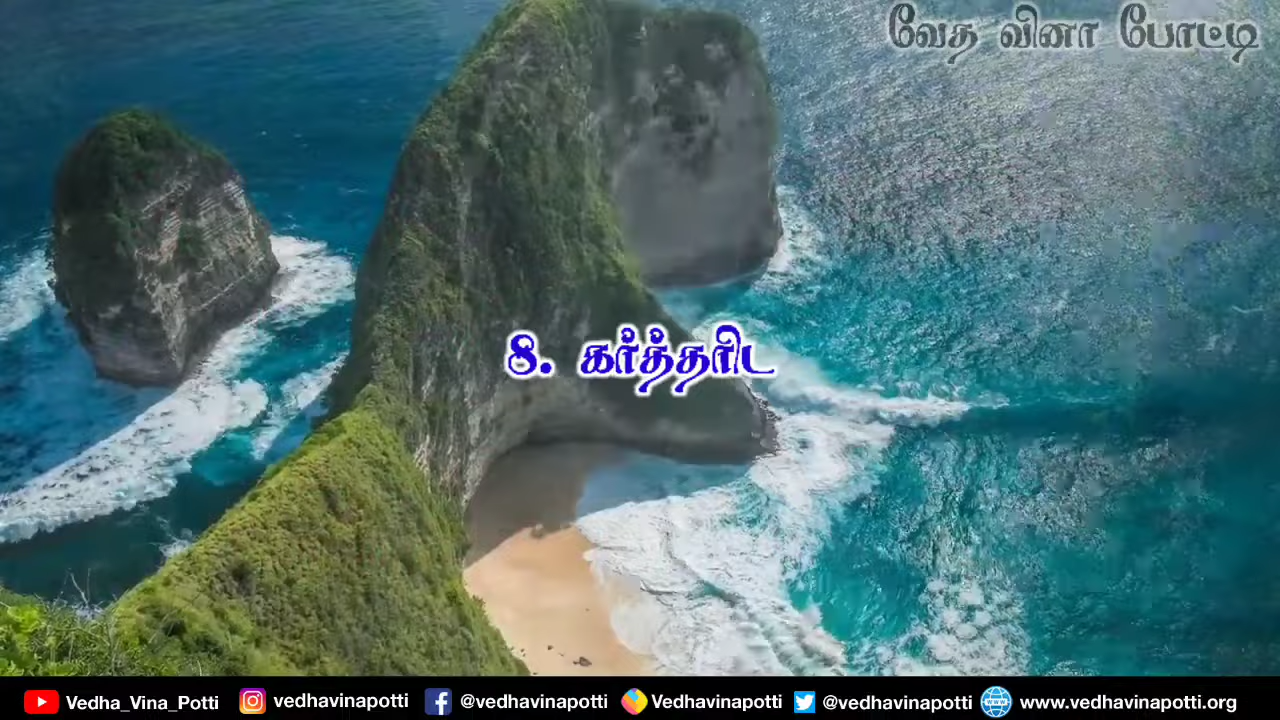 வேத வினா போட்டி
8. கர்த்தரிட
Vedha_Vina_Potti vedhavinapotti @vedhavinapotti Vedhavinapotti @vedhavinapotti www.vedhavinapotti.org